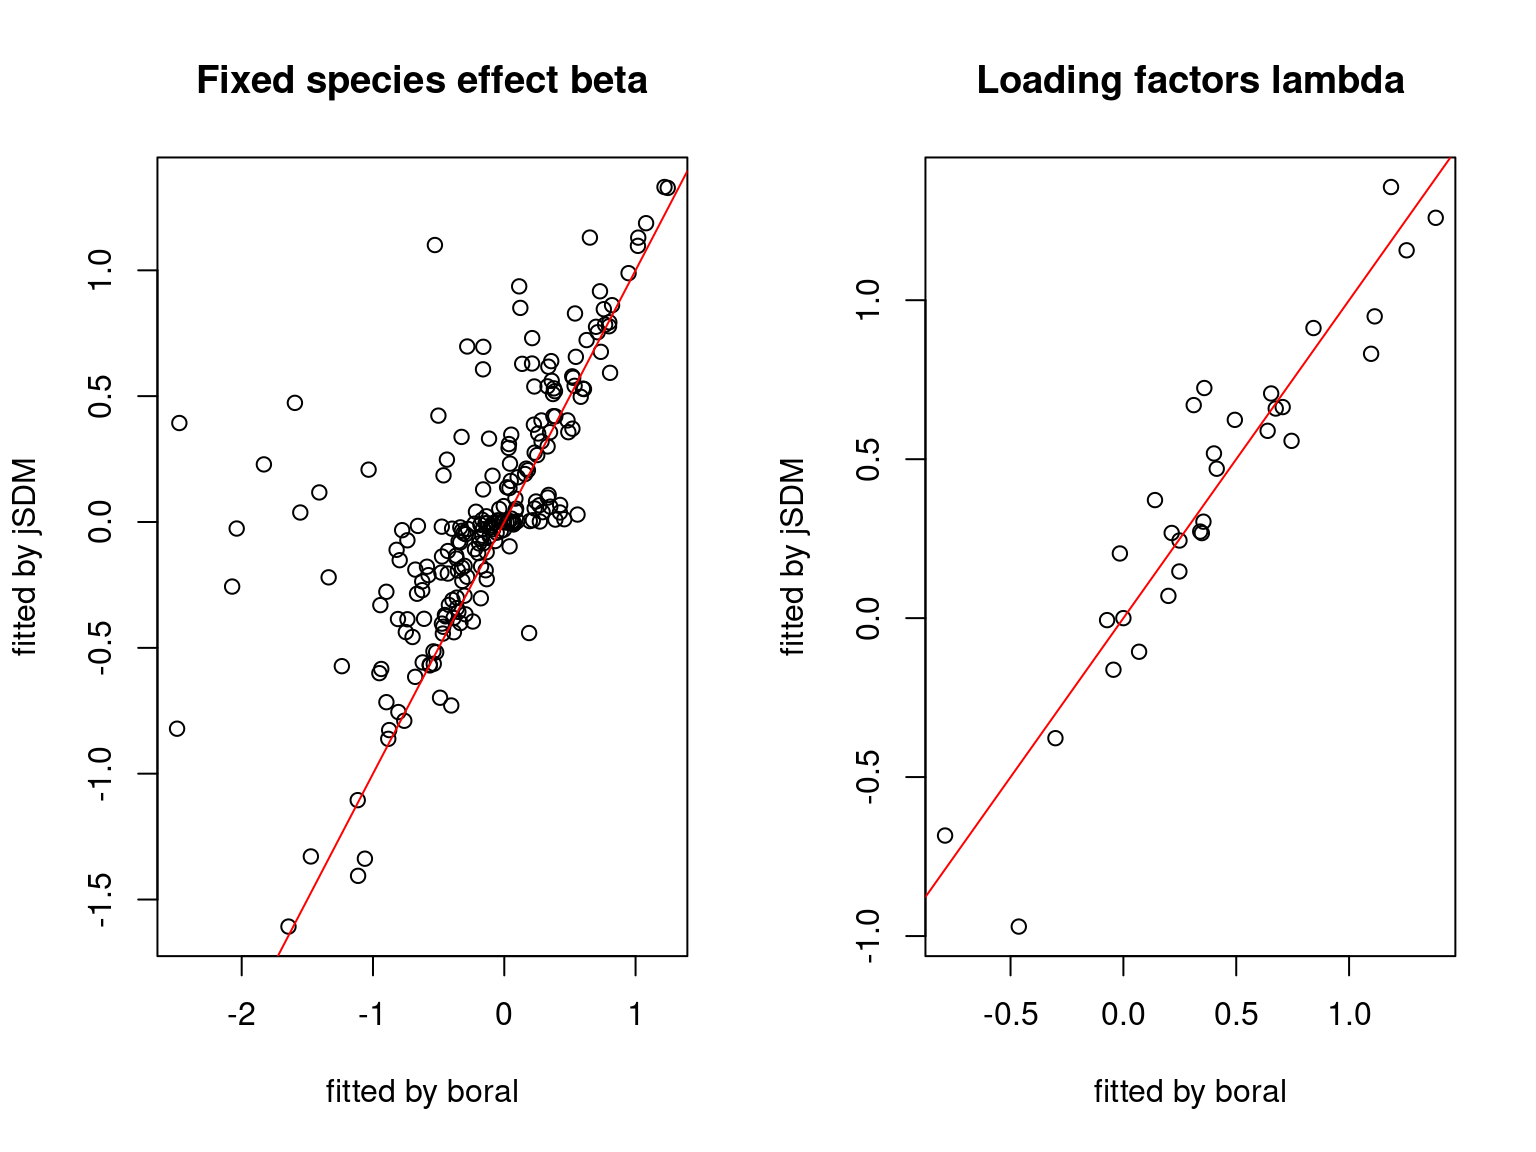 Fixed species effect beta
fitted by jSDM
1.0
0.5
0.0
-0.5
-1.0
-1.5
-2 -1 0 1
fitted by boral
Loading factors lambda
fitted by jSDM
1.0
0.5
0.0
-0.5
-1.0
-0.5 0.0 0.5 1.0
fitted by boral